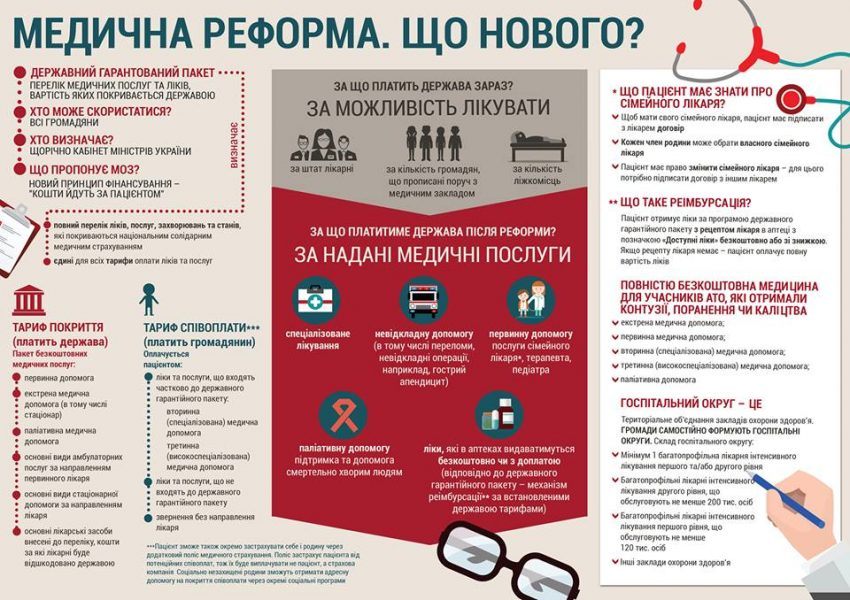 МЕДИЧНА РЕФОРМА. ЩО НОВОГО?
ДЕРЖАВНИЙ ГАРАНТОВАНИЙ ПАКЕТ
ПЕРЕЛІК МЕДИЧНИХ ПОСЛУГ ТА ЛІКІВ,
ВАРТІСТЬ ЯКИХ ПОКРИВАЄТЬСЯ ДЕРЖАВОЮ
ХТО МОЖЕ СКОРИСТАТИСЯ?
ВСІ ГРОМАДЯНИ
ХТО ВИЗНАЧАЄ?
ЩОРІЧНО КАБІНЕТ МІНІСТРІВ УКРАЇНИ
ЩО ПРОПОНУЄ МОЗ?
НОВИЙ ПРИНЦИП ФІНАНСУВАННЯ –
"КОШТИ ЙДУТЬ ЗА ПАЦІЄНТОМ"
визначає
повний перелік ліків, послуг, захворювань та станів,
які покриваються національним солідарним
медичним страхуванням
єдині для всіх тарифи оплати ліків та послуг
ТАРИФ ПОКРИТТЯ
(платить держава)
Пакет безкоштовних
медичних послуг:
первинна допомога
екстрена медична
допомога (в тому числі
стаціонар)
паліативна медична
допомога
основні види амбулаторних
послуг за направленням
первинного лікаря
основні види стаціонарної
допомоги за направленням
лікаря
основні лікарські засоби
внесені до переліку, кошти
за які лікарні буде
відшкодовано державою
ТАРИФ СПІВОПЛАТИ***
(платить громадянин)
Оплачується
пацієнтом:
ліки та послуги, що входять
частково до державного
гарантійного пакету:
вторинна
(спеціалізована) медична
допомога
третинна
(високоспеціалізована)
медична допомога
ліки та послуги, що не
входять до державного
гарантійного пакету
звернення без направлення
лікаря
***Пацієнт зможе також окремо застрахувати себе і родину через
додатковий поліс медичного страхування. Поліс застрахує пацієнта від
потенційних співоплат, тож їх буде виплачувати не пацієнт, а страхова
компанія. Соціально незахищені родини зможуть отримати адресну
допомогу на покриття співоплати через окремі соціальні програми
ЗА ЩО ПЛАТИТЬ ДЕРЖАВА ЗАРАЗ?
ЗА МОЖЛИВІСТЬ ЛІКУВАТИ
за штат лікарні
за кількість громадян,
що прописані поруч з
медичним закладом
за кількість
ліжкомісць
ЗА ЩО ПЛАТИТИМЕ ДЕРЖАВА ПІСЛЯ РЕФОРМИ?
ЗА НАДАНІ МЕДИЧНІ ПОСЛУГИ
спеціалізоване
лікування
невідкладну допомогу
(в тому числі переломи,
невідкладні операції,
наприклад, гострий
апендицит)
первинну допомогу
послуги сімейного
лікаря*, терапевта,
педіатра
паліативну допомогу
підтримка та допомога
смертельно хворим людям
ліки, які в аптеках видаватимуться
безкоштовно чи з доплатою
(відповідно до державного
гарантійного пакету – механізм
реімбурсації** за встановленими
державою тарифами)
* ЩО ПАЦІЄНТ МАЄ ЗНАТИ ПРО
СІМЕЙНОГО ЛІКАРЯ?
Щоб мати свого сімейного лікаря, пацієнт має підписати
з лікарем договір
Кожен член родини може обрати власного сімейного
лікаря
Пацієнт має право змінити сімейного лікаря – для цього
потрібно підписати договір з іншим лікарем
** ЩО ТАКЕ РЕІМБУРСАЦІЯ?
Пацієнт отримує ліки за програмою державного
гарантійного пакету з рецептом лікаря в аптеці з
позначкою «Доступні ліки» безкоштовно або зі знижкою.
Якщо рецепту лікаря немає – пацієнт оплачує повну
вартість ліків
ПОВНІСТЮ БЕЗКОШТОВНА МЕДИЦИНА
ДЛЯ УЧАСНИКІВ АТО, ЯКІ ОТРИМАЛИ
КОНТУЗІЇ, ПОРАНЕННЯ ЧИ КАЛІЦТВА
екстрена медична допомога;
первинна медична допомога;
вторинна (спеціалізована) медична допомога;
третинна (високоспеціалізована) медична допомога;
паліативна допомога
ГОСПІТАЛЬНИЙ ОКРУГ – ЦЕ
Територіальне об'єднання закладів охорони здоров'я.
ГРОМАДИ САМОСТІЙНО ФОРМУЮТЬ ГОСПІТАЛЬНІ
ОКРУГИ. Склад госпітального округу:
Мінімум 1 багатопрофільна лікарня інтенсивного
лікування першого та/або другого рівня
Багатопрофільні лікарні інтенсивного
лікування другого рівня, що
обслуговують не менше 200 тис. осіб
Багатопрофільні лікарні інтенсивного
лікування першого рівня, що
обслуговують не менше
120 тис. осіб
Інші заклади охорони здоров'я